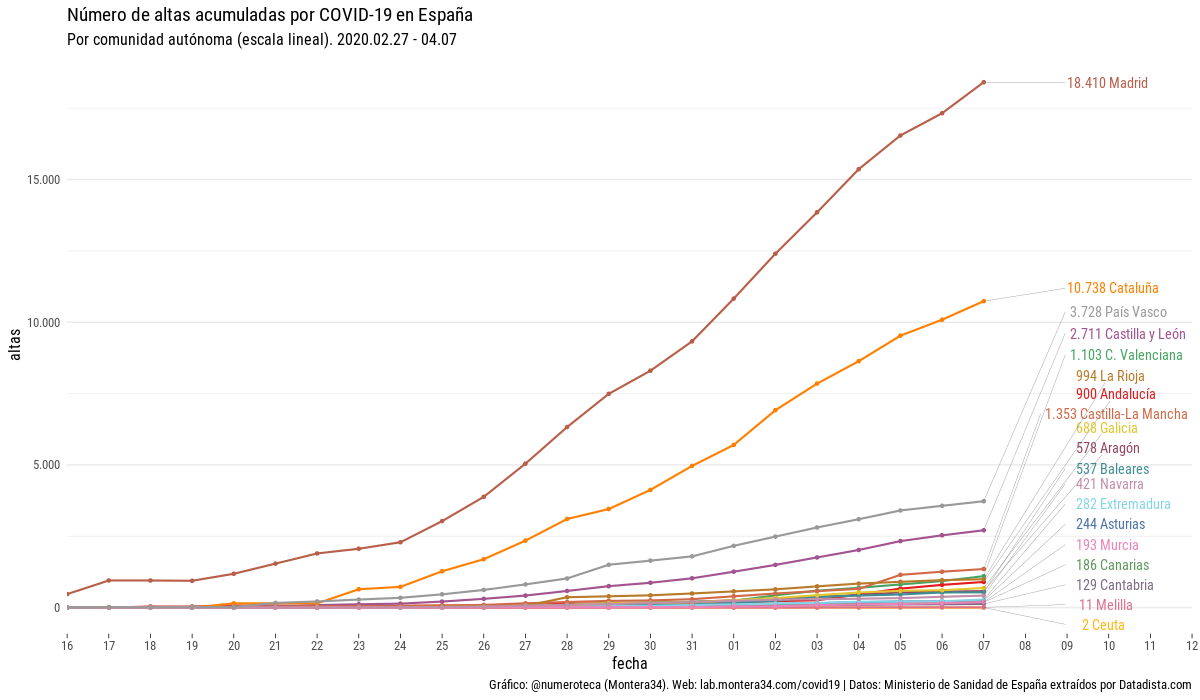 Número de altas acumuladas por COVID-19 en España
Por comunidad autónoma (escala lineal). 2020.02.27 - 04.07
18.410 Madrid
15.000
10.738 Cataluña
3.728 País Vasco
10.000
2.711 Castilla y León
altas
1.103 C. Valenciana
994 La Rioja
900 Andalucía
1.353 Castilla-La Mancha
688 Galicia
578 Aragón
5.000
537 Baleares
421 Navarra
282 Extremadura
244 Asturias
193 Murcia
186 Canarias
129 Cantabria
0
11 Melilla
2 Ceuta
16 17 18 19 20 21 22 23 24 25 26 27 28 29 30 31 01 02 03 04 05 06 07 08 09 10 11 12
fecha
Gráfico: @numeroteca (Montera34). Web: lab.montera34.com/covid19 | Datos: Ministerio de Sanidad de España extraídos por Datadista.com